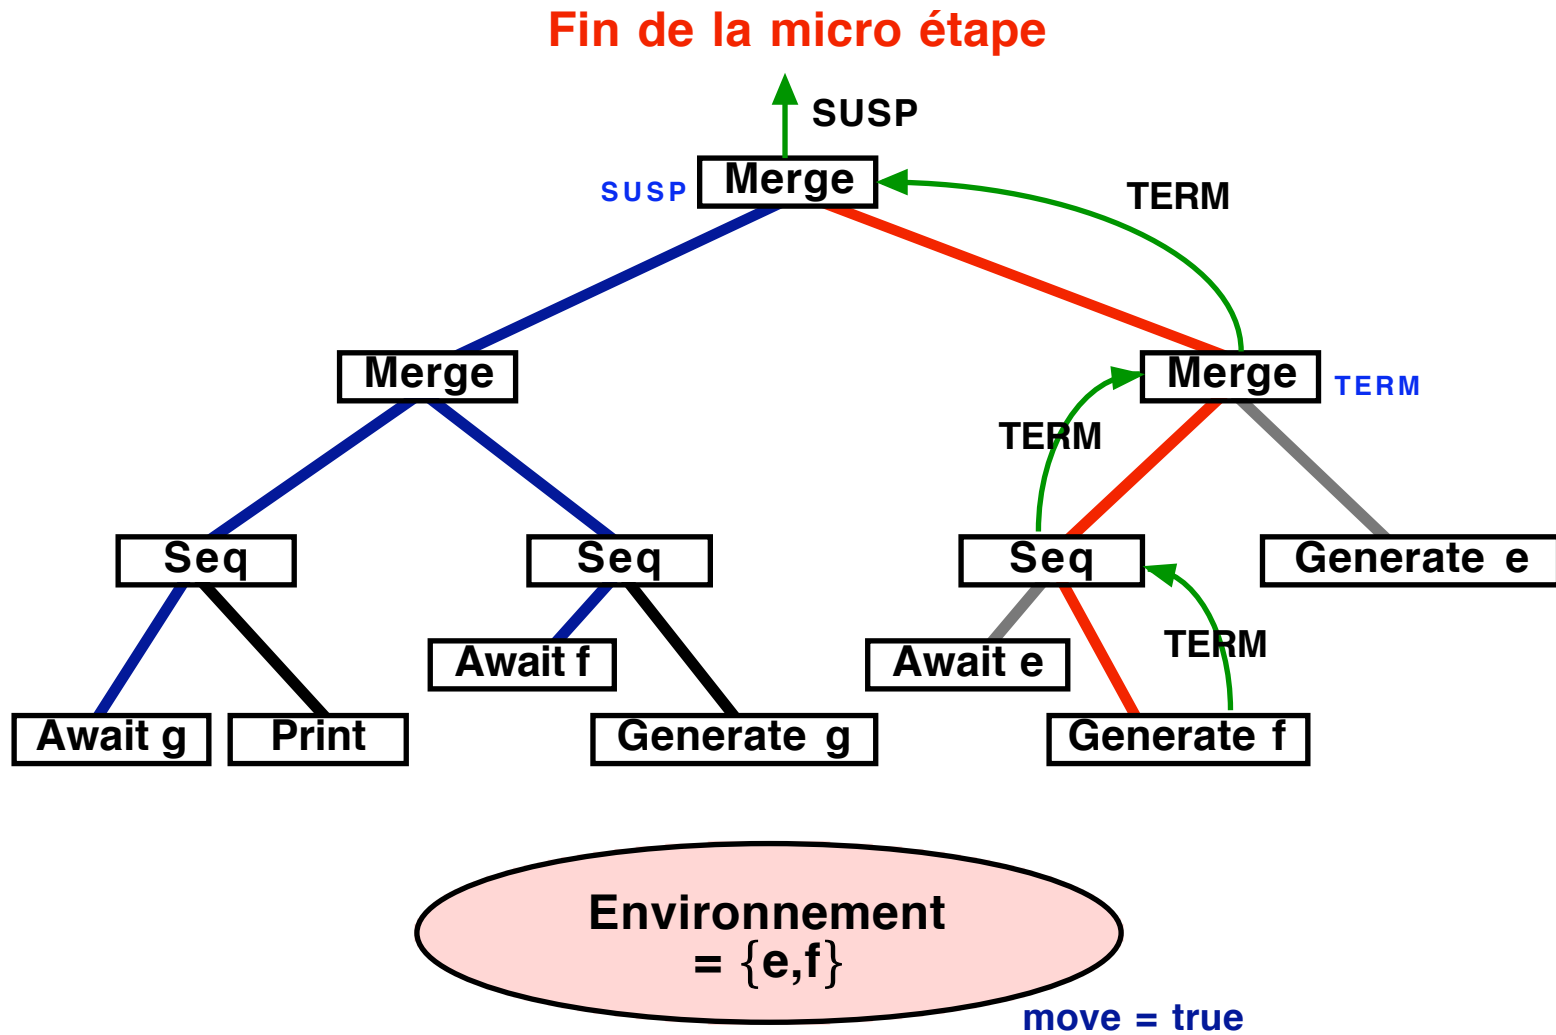 Fin de la micro étape
SUSP
SUSP
Merge
TERM
Merge
Merge
TERM
TERM
Seq
Seq
Seq
Generate e
Await f
Await e
TERM
Await g
Print
Generate g
Generate f
Environnement
= {e,f}
move = true